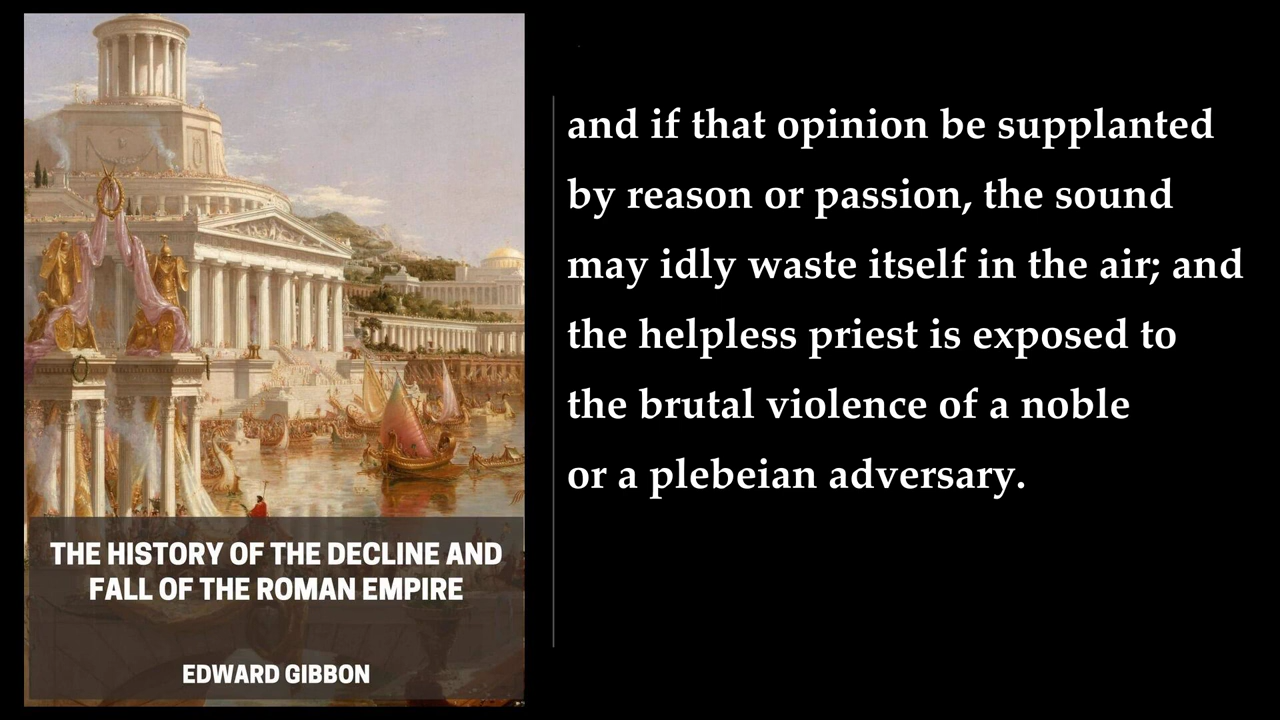 THE HISTORY OF THE DECLINE AND
FALL OF THE ROMAN EMPIRE
EDWARD GIBBON
and if that opinion be supplanted
by reason or passion, the sound
may idly waste itself in the air; and
the helpless priest is exposed to
the brutal violence of a noble
or a plebeian adversary.